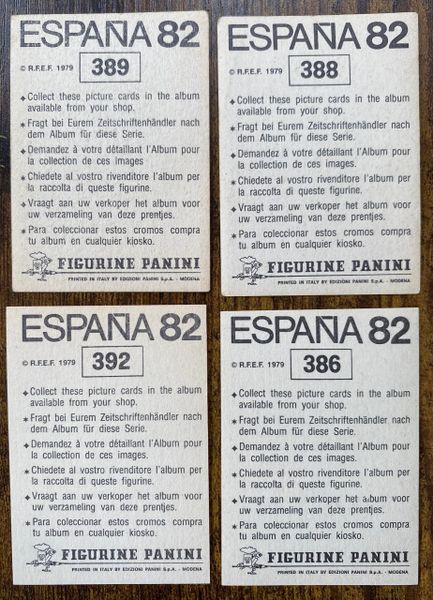 ESPAÑA 82
© R.F.E.F. 1979
389
Collect these picture cards in the album
available from your shop.
Fragt bei Eurem Zeitschriftenhändler nach
dem Album für diese Serie.
Demandez à votre détaillant l'Album pour
la collection de ces images
Chiedete al vostro rivenditore l'album per
la raccolta di queste figurine.
Vraagt aan uw verkoper het album voor
uw verzameling van deze prentjes.
Para coleccionar estos cromos compra
tu album en cualquier kiosko.
FIGURINE PANINI
PRINTED IN ITALY BY EDIZIONI PANINI S.p.A. - MODENA
ESPAÑA 82
© R.F.E.F. 1979
388
Collect these picture cards in the album
available from your shop.
Fragt bei Eurem Zeitschriftenhändler nach
dem Album für diese Serie.
Demandez à votre détaillant l'Album pour
la collection de ces images.
Chiedete al vostro rivenditore l'album per
la raccolta di queste figurine.
Vraagt aan uw verkoper het album voor
uw verzameling van deze prentjes.
Para coleccionar estos cromos compra
tu album en cualquier kiosko.
FIGURINE PANINI
PRINTED IN ITALY BY EDIZIONI PANINI S.p.A. - MODENA
ESPAÑA 82
© R.F.E.F. 1979
392
Collect these picture cards in the album
available from your shop.
Fragt bei Eurem Zeitschriftenhändler nach
dem Album für diese Serie.
Demandez à votre détaillant l'Album pour
la collection de ces images.
Chiedete al vostro rivenditore l'album per
la raccolta di queste figurine.
Vraagt aan uw verkoper het album voor
uw verzameling van deze prentjes.
Para coleccionar estos cromos compra
tu album en cualquier kiosko.
FIGURINE PANINI
PRINTED IN ITALY BY EDIZIONI PANINI S.p.A. - MODENA
ESPAÑA 82
© R.F.E.F. 1979
386
Collect these picture cards in the album
available from your shop.
Fragt bei Eurem Zeitschriftenhändler nach
dem Album für diese Serie.
Demandez à votre détaillant l'Album pour
la collection de ces images.
Chiedete al vostro rivenditore l'album per
la raccolta di queste figurine.
Vraagt aan uw verkoper het album voor
uw verzameling van deze prentjes.
Para coleccionar estos cromos compra
tu album en cualquier kiosko.
FIGURINE PANINI
PRINTED IN ITALY BY EDIZIONI PANINI S.p.A. - MODENA